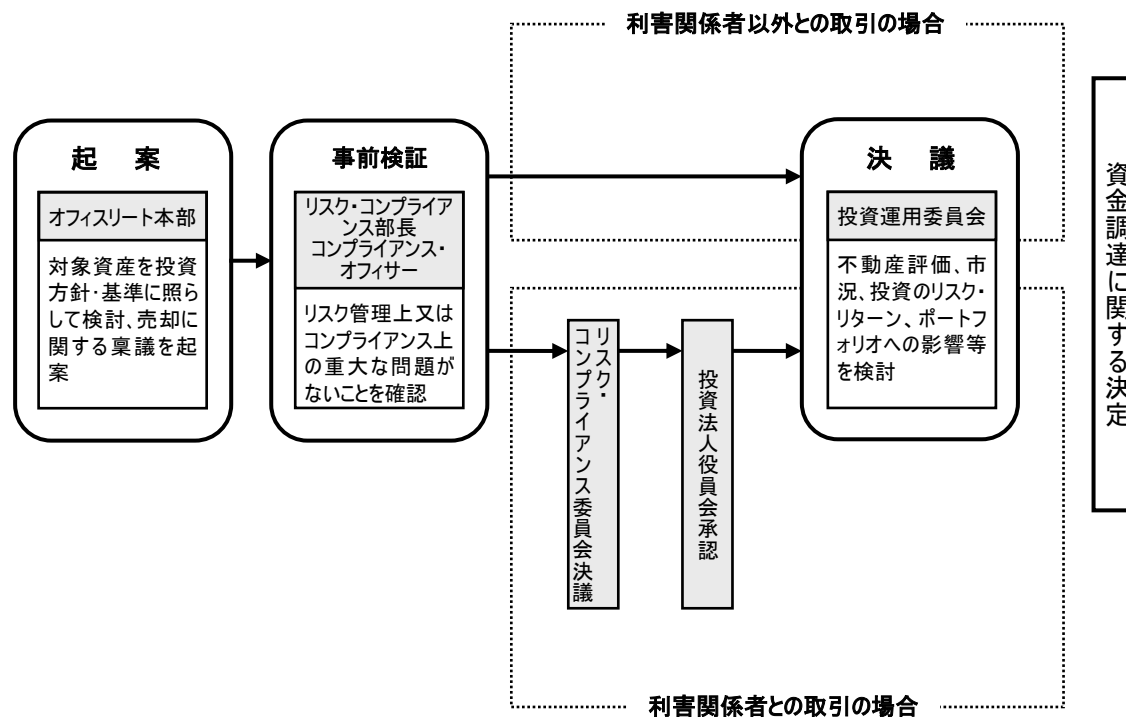 利害関係者以外との取引の場合
起　案
オフィスリート本部
対象資産を投資
方針・基準に照ら
して検討、売却に
関する稟議を起
案
事前検証
リスク・コンプライア
ンス部長
コンプライアンス・
オフィサー
リスク管理上又は
コンプライアンス上
の重大な問題が
ないことを確認
リスク・
コンプライアンス委員会決議
投資法人役員会承認
決　議
投資運用委員会
不動産評価、市
況、投資のリスク・
リターン、ポートフ
ォリオへの影響等
を検討
資金調達に関する決定
利害関係者との取引の場合